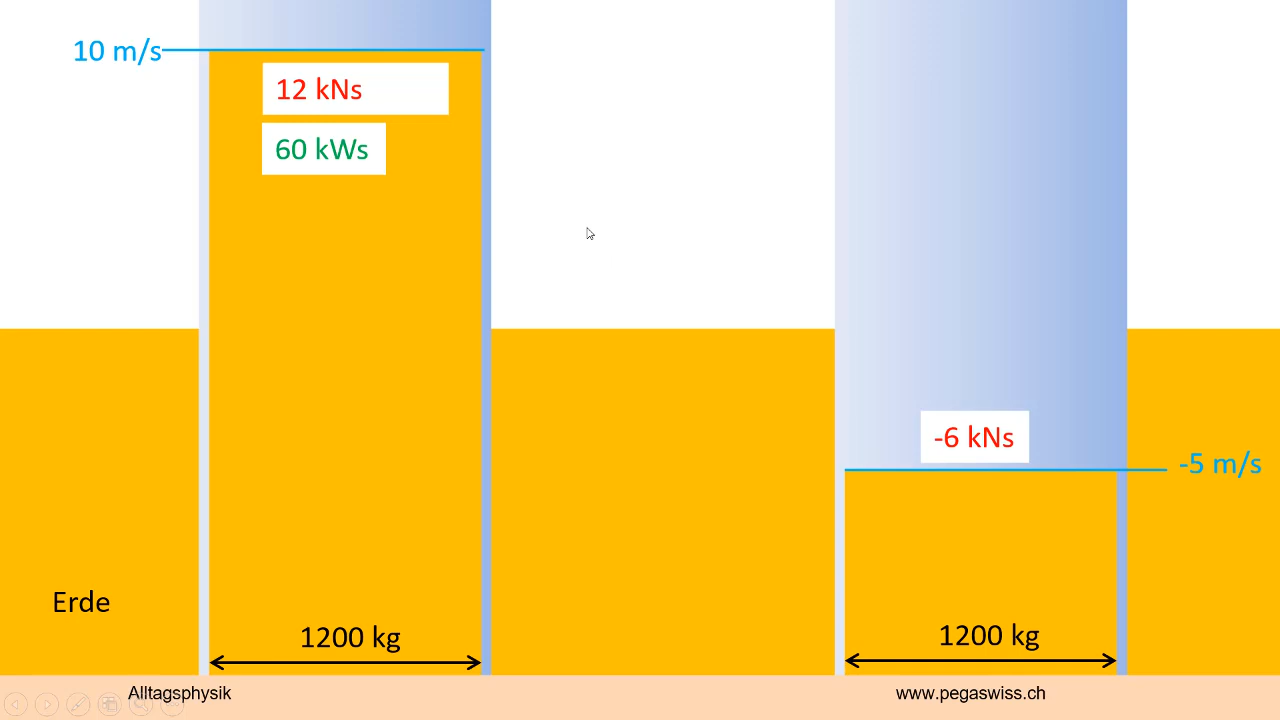 10 m/s
12 kNs
60 kWs
-6 kNs
-5 m/s
Erde
1200 kg
1200 kg
Alltagsphysik
www.pegaswiss.ch